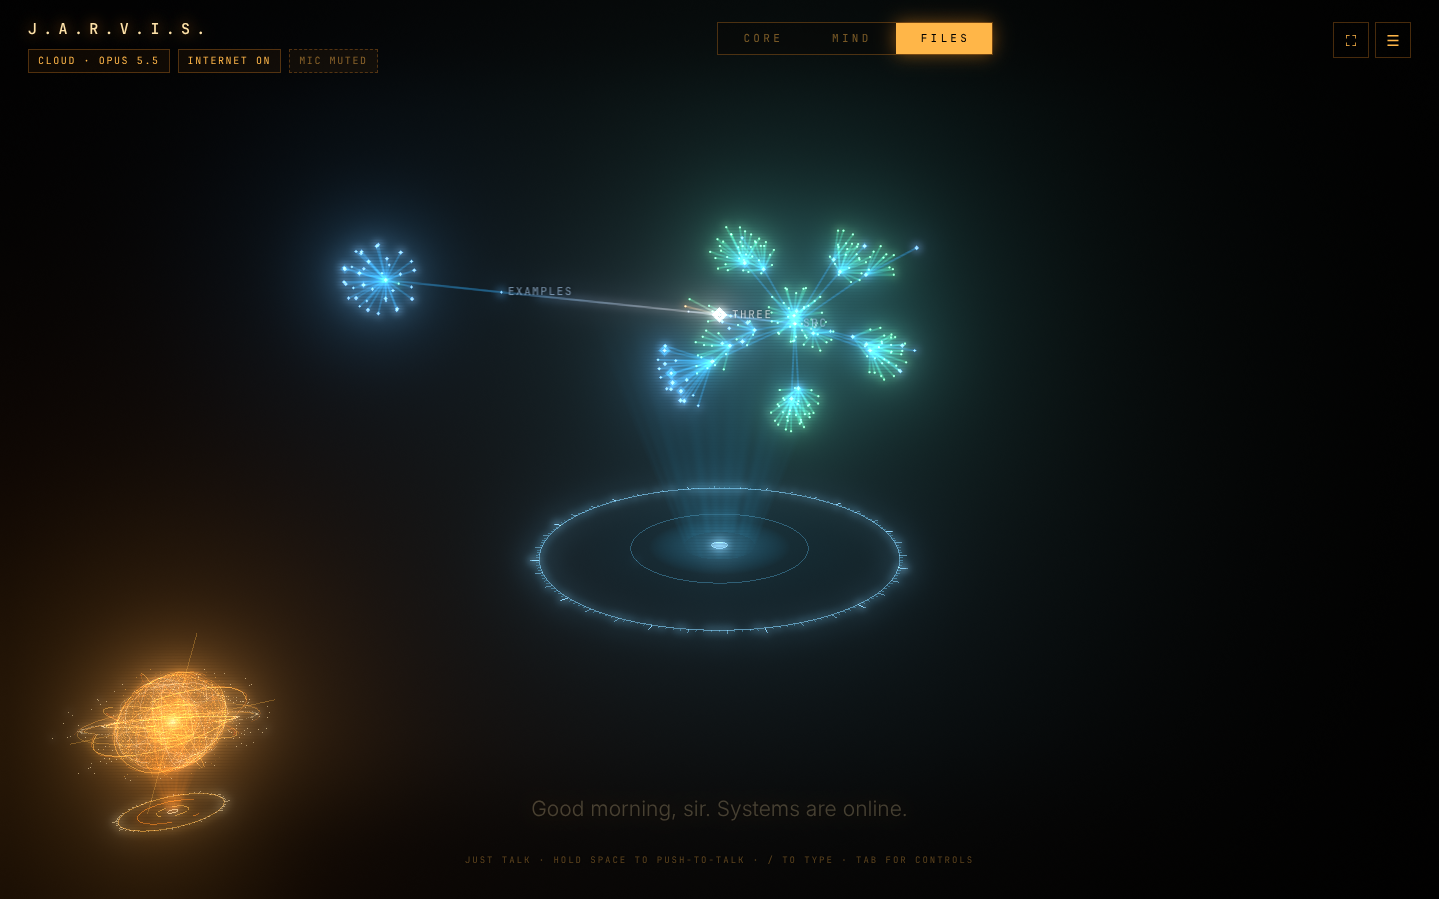 J.A.R.V.I.S.
CORE MIND FILES
CLOUD · OPUS 5.5 INTERNET ON MIC MUTED
EXAMPLES
THREE
Good morning, sir. Systems are online.
JUST TALK · HOLD SPACE TO PUSH-TO-TALK · / TO TYPE · TAB FOR CONTROLS